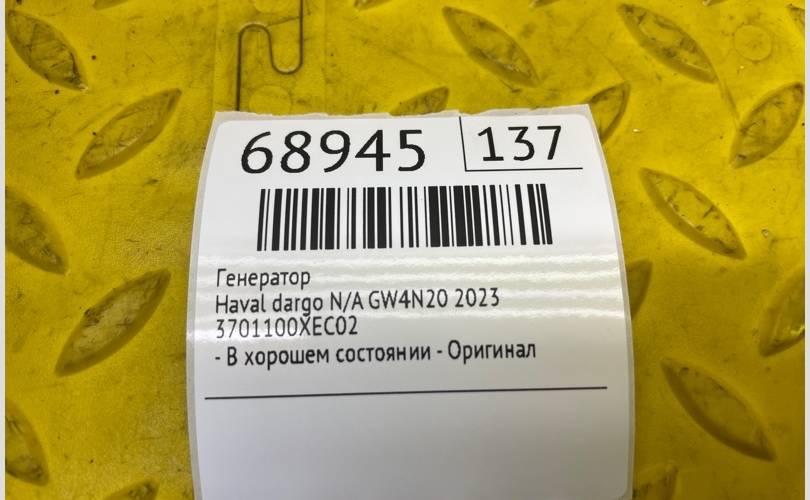 68945 137
Генератор
Haval dargo N/A GW4N20 2023
3701100XEC02
- В хорошем состоянии - Оригинал